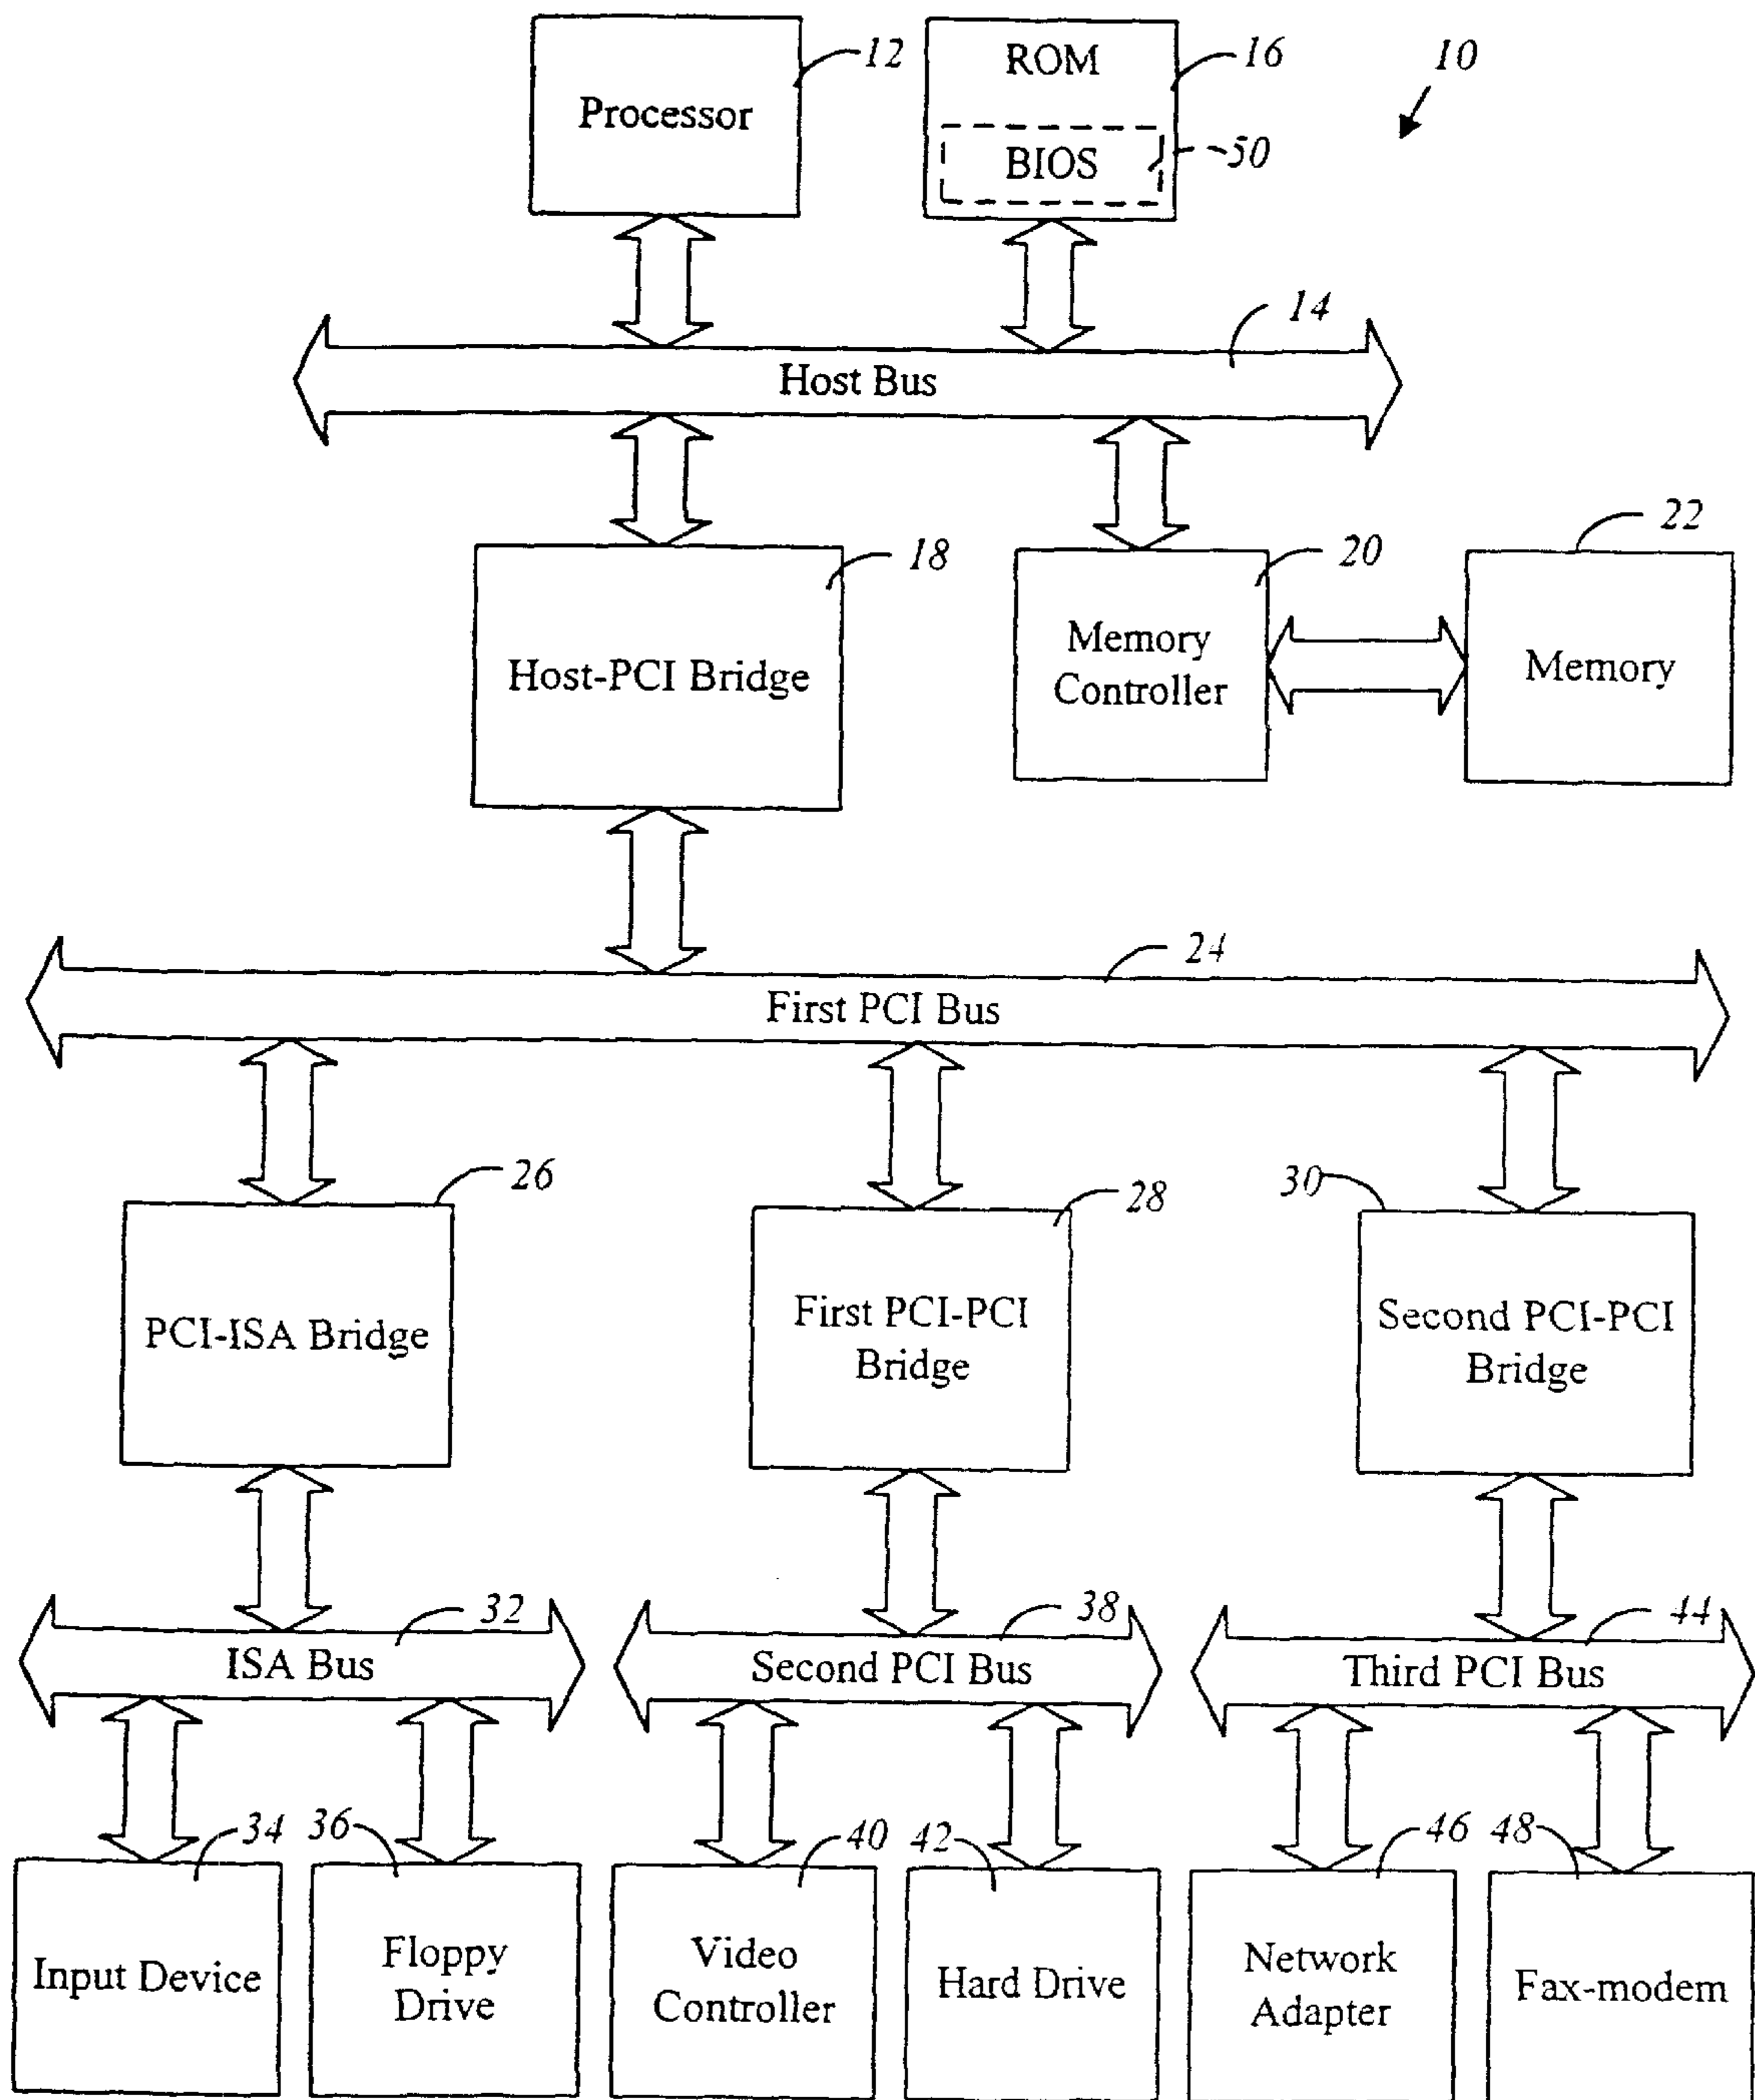 12
ROM
16
10
Processor
BIOS
50
14
Host Bus
18
20
22
Host-PCI Bridge
Memory
Controller
Memory
24
First PCI Bus
26
28
30
PCI-ISA Bridge
First PCI-PCI
Bridge
Second PCI-PCI
Bridge
32
38
44
ISA Bus
Second PCI Bus
Third PCI Bus
34
36
40
42
46
48
Input Device
Floppy
Drive
Video
Controller
Hard Drive
Network
Adapter
Fax-modem